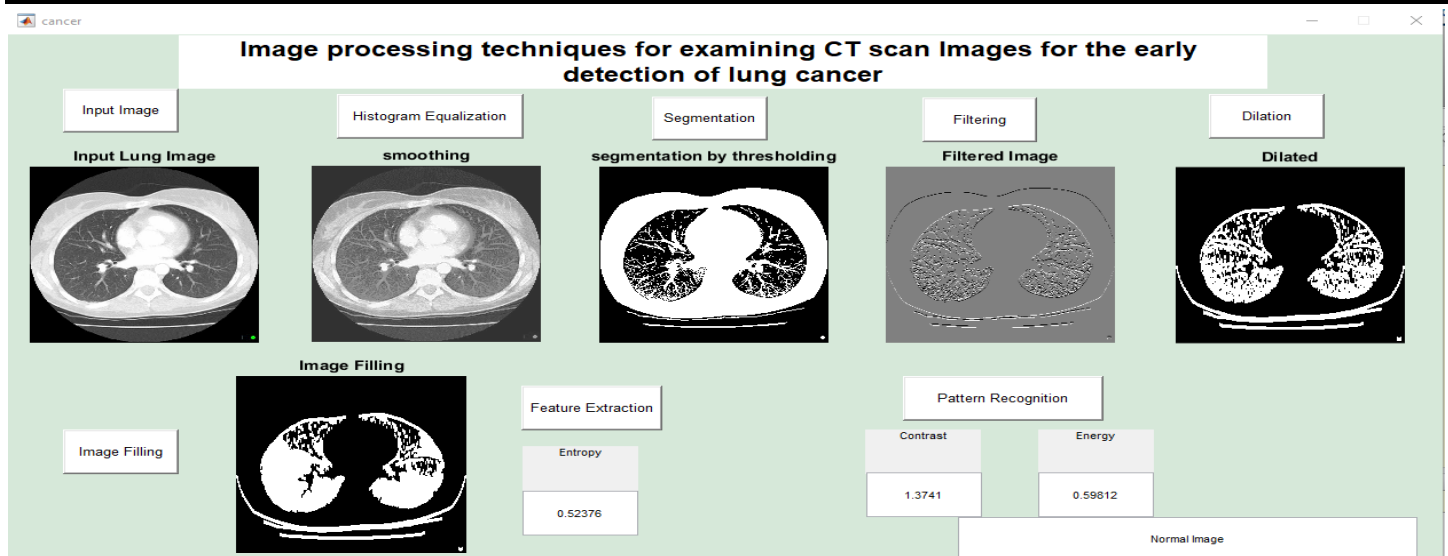 cancer
Image processing techniques for examining CT scan Images for the early
detection of lung cancer
Input Image
Histogram Equalization
Segmentation
Filtering
Dilation
Input Lung Image
smoothing
segmentation by thresholding
Filtered Image
Dilated
Image Filling
Image Filling
Feature Extraction
Pattern Recognition
Entropy
Contrast
Energy
0.52376
1.3741
0.59812
Normal Image